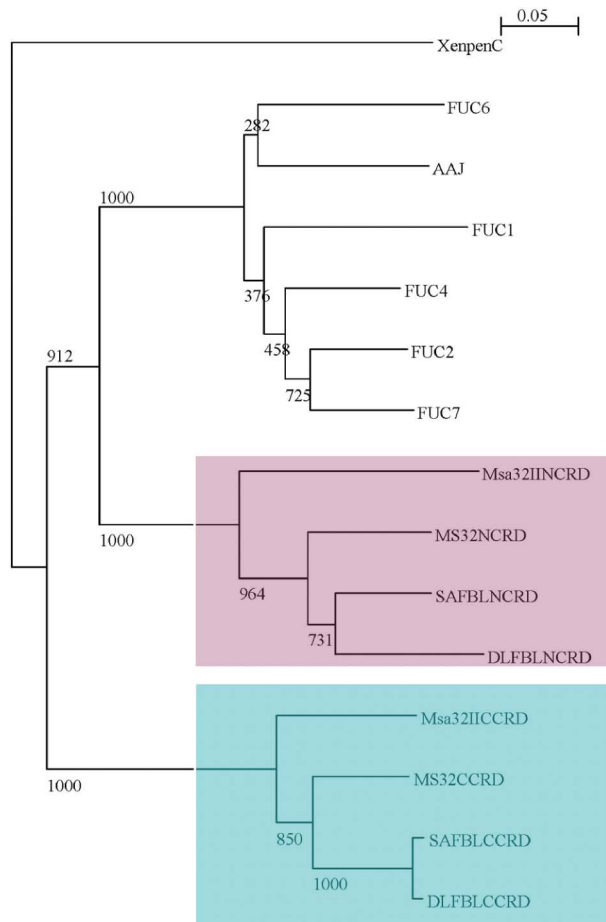 0.05
XenpenC
FUC6
282
AAJ
1000
FUC1
376
FUC4
458
FUC2
912
725
FUC7
Msa32IINCRD
1000
MS32NCRD
964
SAFBLNCRD
731
DLFBLNCRD
Msa32IICCRD
1000
MS32CCRD
850
SAFBLCCRD
1000
DLFBLCCRD